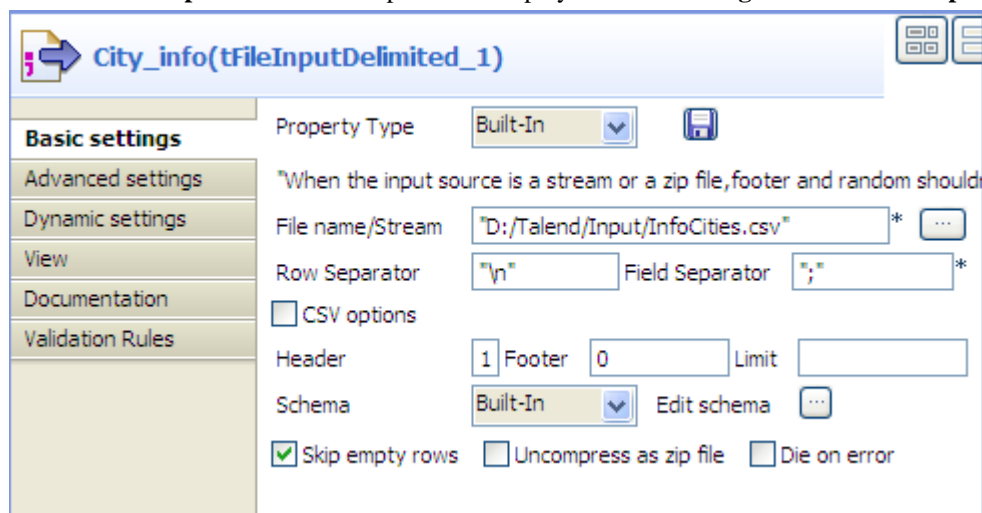 City_info(tFileInputDelimited_1)
Basic settings
Advanced settings
Dynamic settings
View
Documentation
Validation Rules
Property Type Built-In
"When the input source is a stream or a zip file,footer and random should
File name/Stream "D:/Talend/Input/InfoCities.csv" * ...
Row Separator "\n" Field Separator ";" *
CSV options
Header 1 Footer 0 Limit
Schema Built-In Edit schema ...
Skip empty rows Uncompress as zip file Die on error